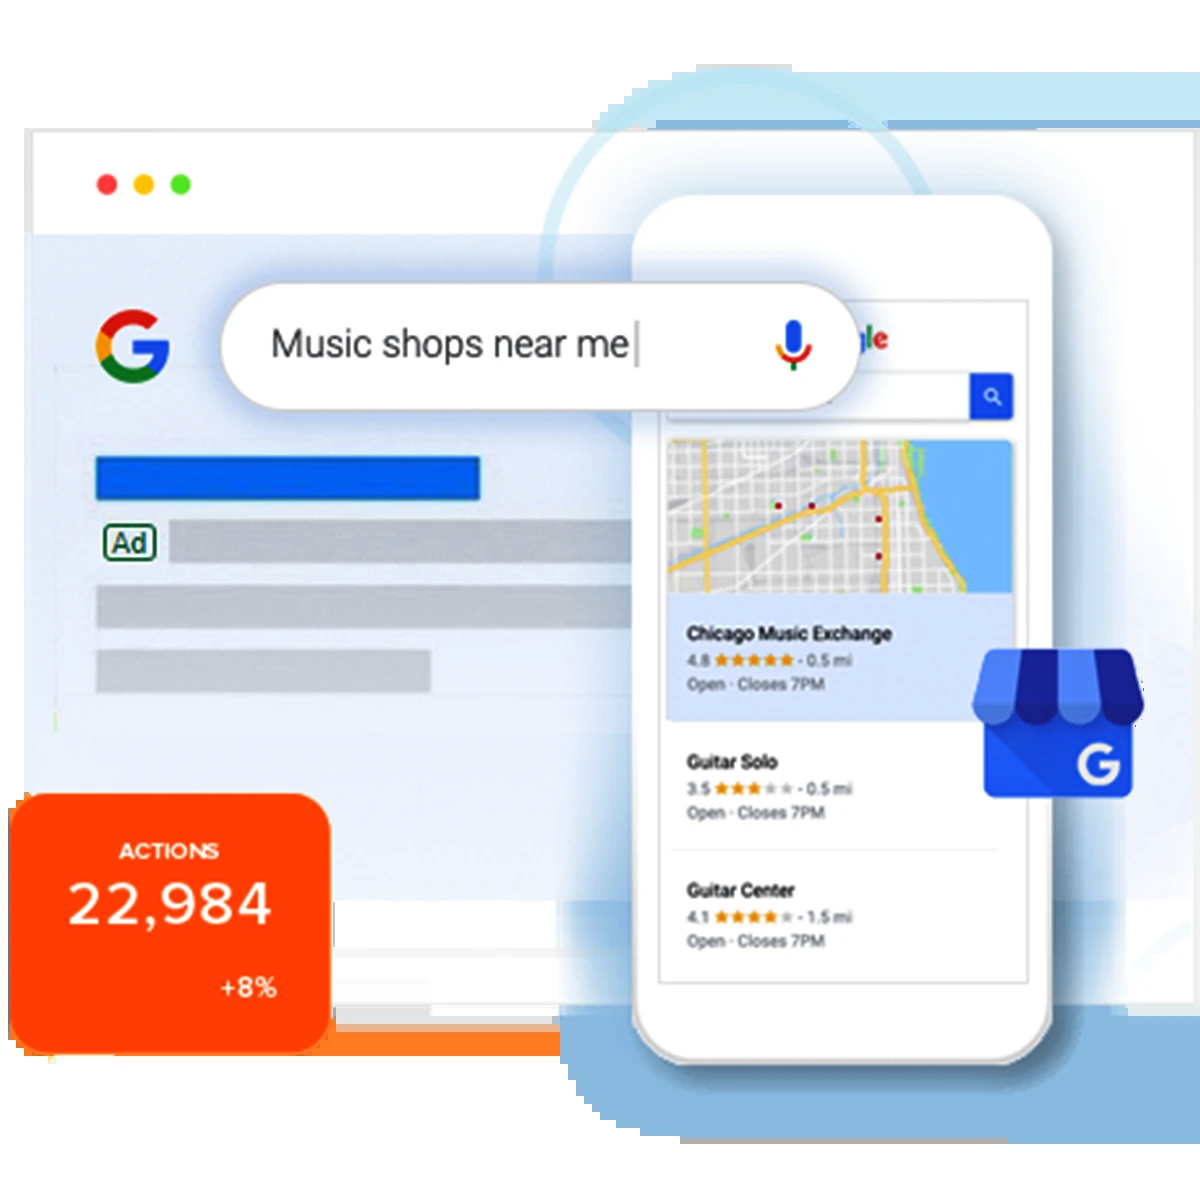 Music shops near me
gle
Ad
Chicago Music Exchange
4.8 ★★★★★ - 0.5 mi
Open · Closes 7PM
Guitar Solo
3.5 ★★★★★ - 0.5 mi
Open · Closes 7PM
Guitar Center
4.1 ★★★★★ - 1.5 mi
Open · Closes 7PM
G
ACTIONS
22,984
+8%